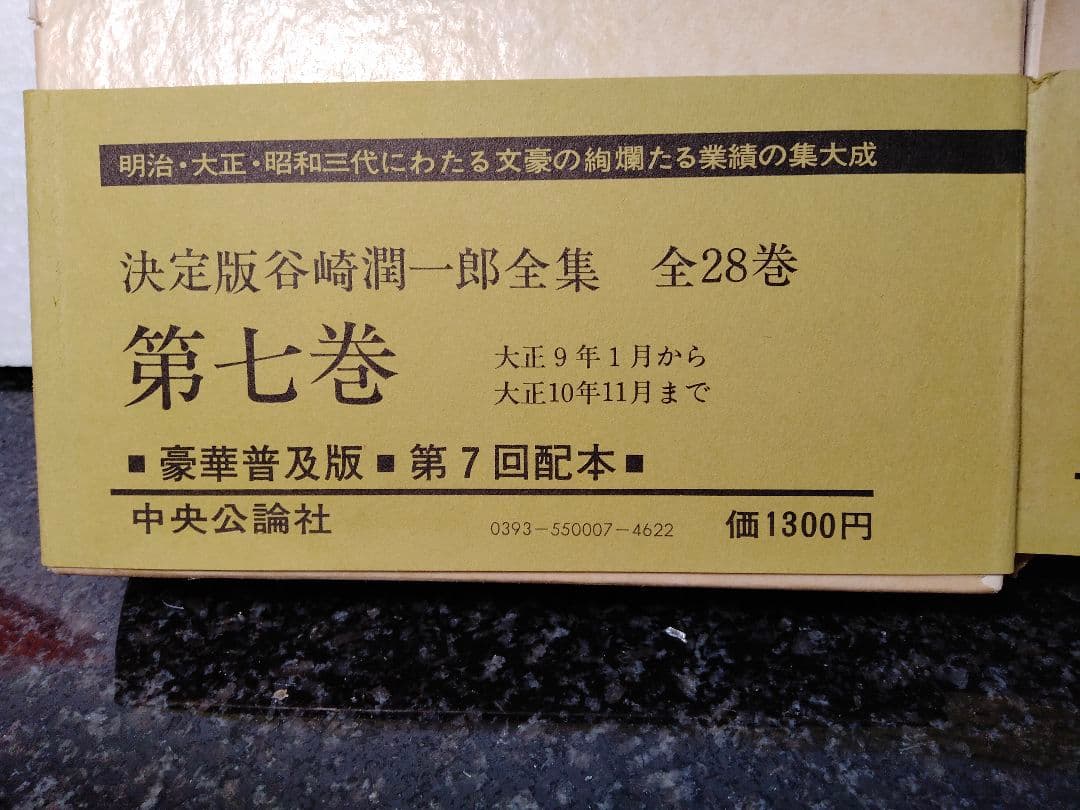 明治・大正・昭和三代にわたる文豪の絢爛たる業績の集大成
決定版谷崎潤一郎全集　全28巻
第七巻
大正9年1月から
大正10年11月まで
■豪華普及版■第7回配本■
中央公論社　0393-550007-4622　価1300円